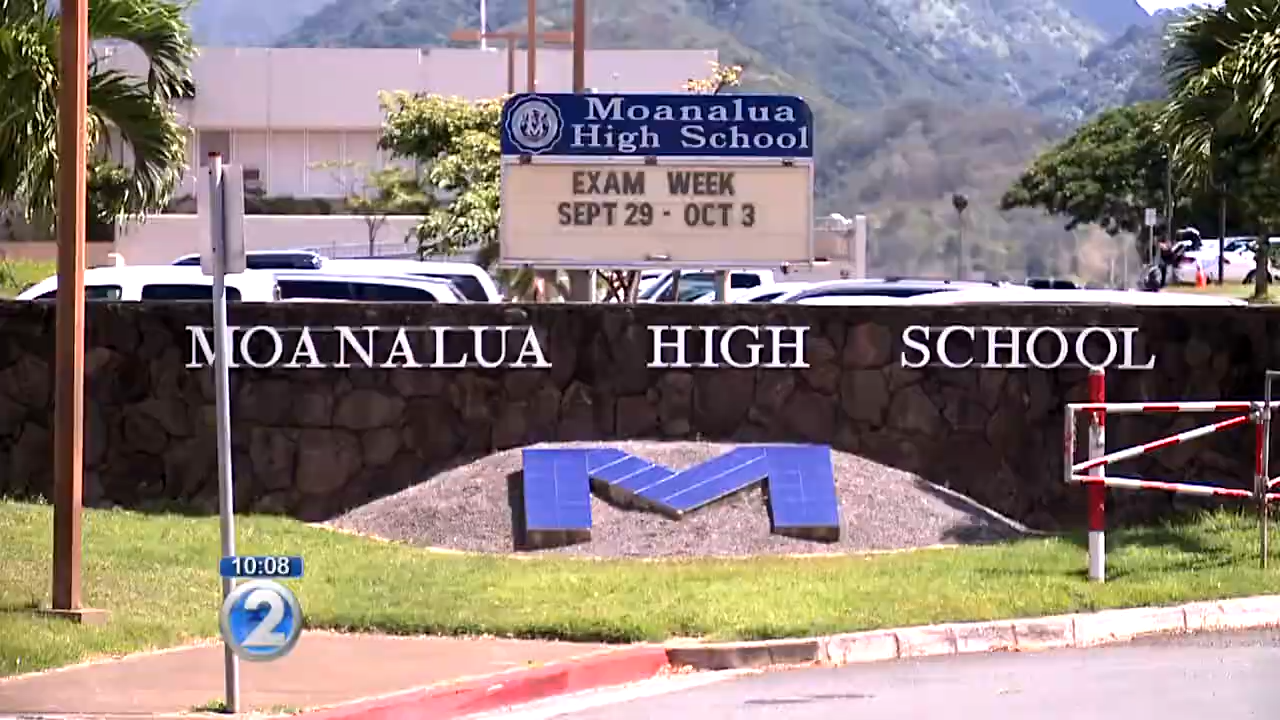 Moanalua
High School
EXAM WEEK
SEPT 29 - OCT 3
MOANALUA HIGH SCHOOL
M
10:08
2